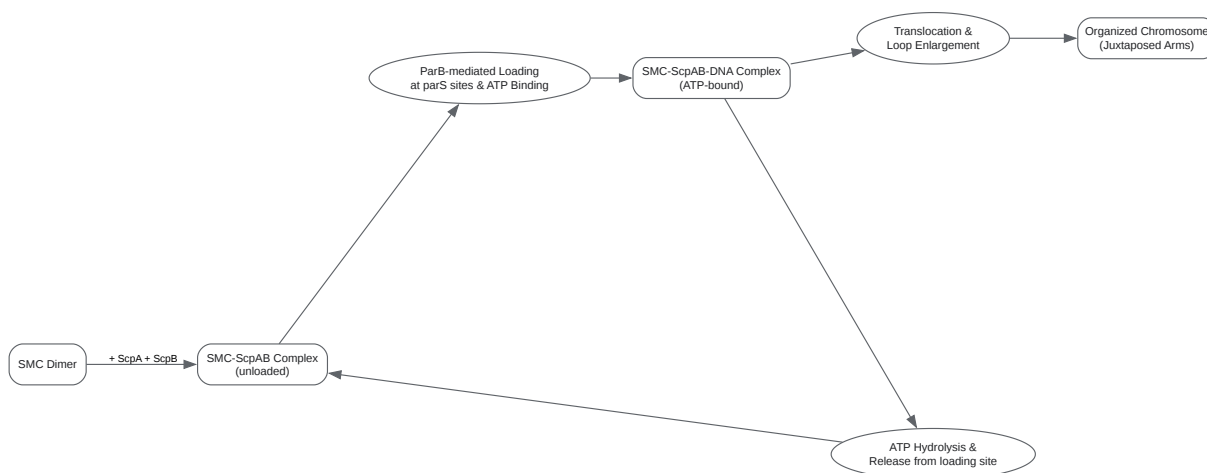 Translocation &
Loop Enlargement
Organized Chromosome
(Juxtaposed Arms)
ParB-mediated Loading
at parS sites & ATP Binding
SMC-ScpAB-DNA Complex
(ATP-bound)
SMC Dimer
+ ScpA + ScpB
SMC-ScpAB Complex
(unloaded)
ATP Hydrolysis &
Release from loading site